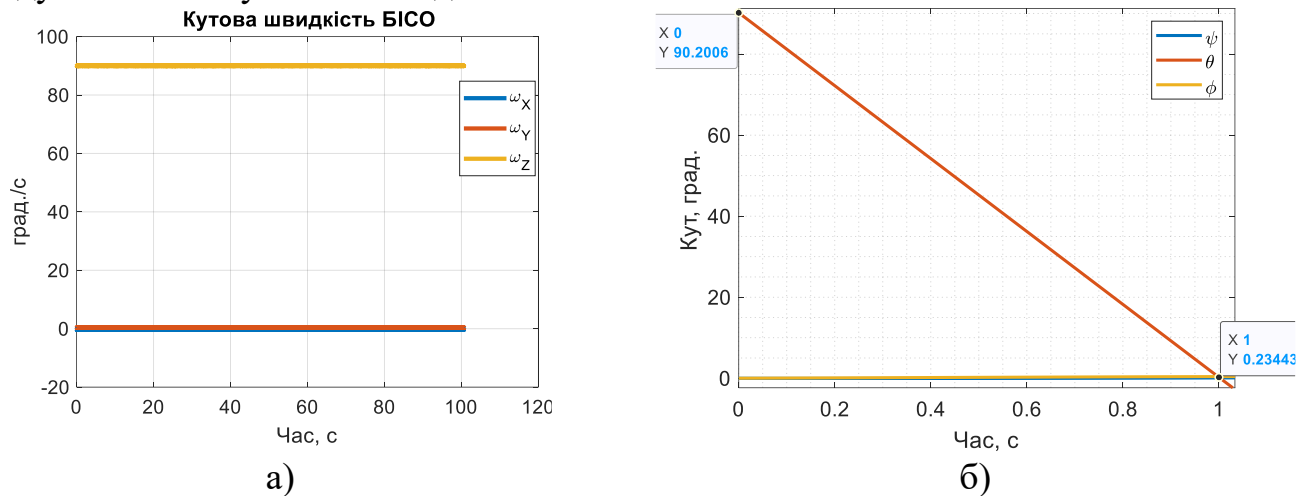 Кутова швидкість БІСО
100
80
60
40
20
0
-20
0 20 40 60 80 100 120
град./с
Час, с
ω_X
ω_Y
ω_Z
а)
X 0
Y 90.2006
ψ
θ
ϕ
60
40
20
0
0 0.2 0.4 0.6 0.8 1
Кут, град.
X 1
Y 0.23443
Час, с
б)